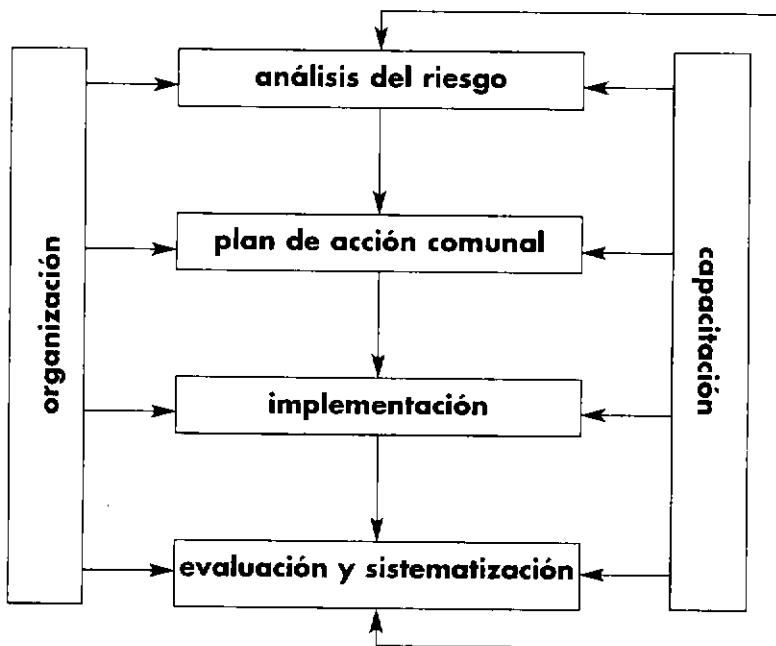 análisis del riesgo
organización
plan de acción comunal
capacitación
implementación
evaluación y sistematización